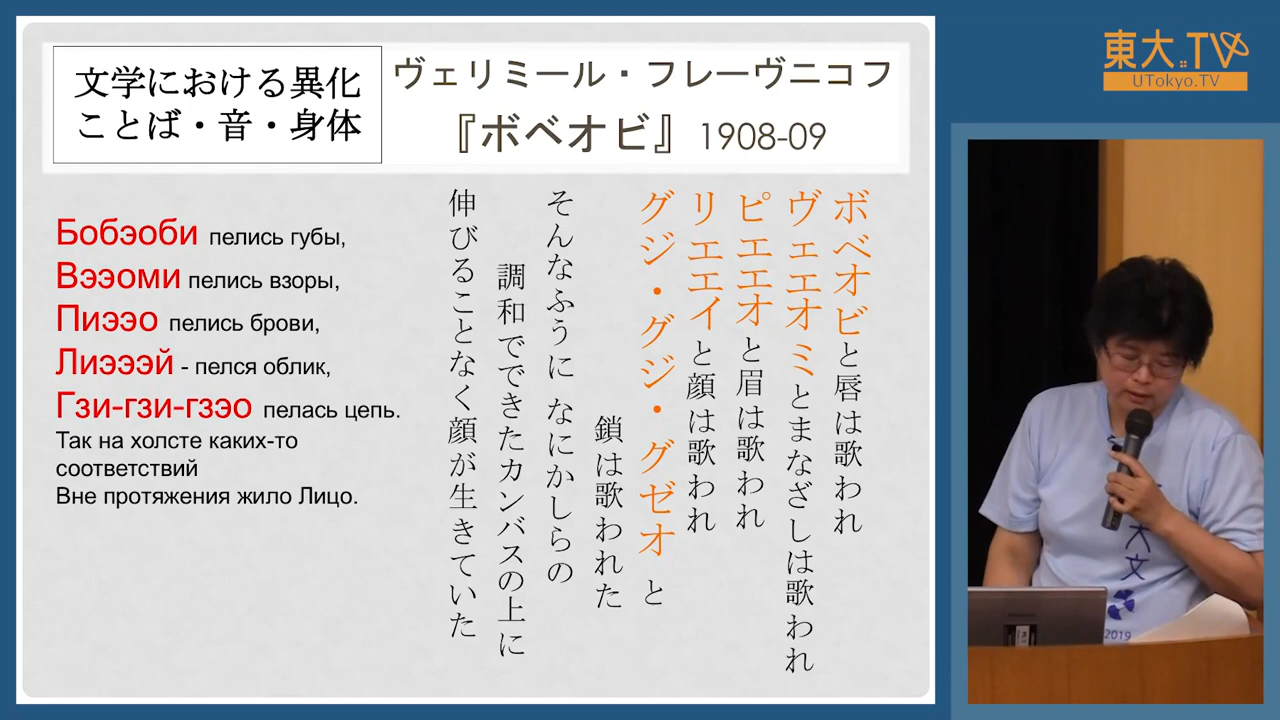 文学における異化
ことば・音・身体
ヴェリミール・フレーヴニコフ
『ボベオビ』 1908-09
Бобэоби пелись губы,
Вээоми пелись взоры,
Пиээо пелись брови,
Лиэээй - пелся облик,
Гзи-гзи-гзэо пелась цепь.
Так на холсте каких-то
соответствий
Вне протяжения жило Лицо.
ボベオビと唇は歌われ
ヴェエオミとまなざしは歌われ
ピエエオと眉は歌われ
リエエイと顔は歌われ
グジ・グジ・グゼオ と
鎖は歌われた
そんなふうに なにかしらの
調和でできたカンバスの上に
伸びることなく顔が生きていた
東大.TV
UTokyo.TV
大文
2019